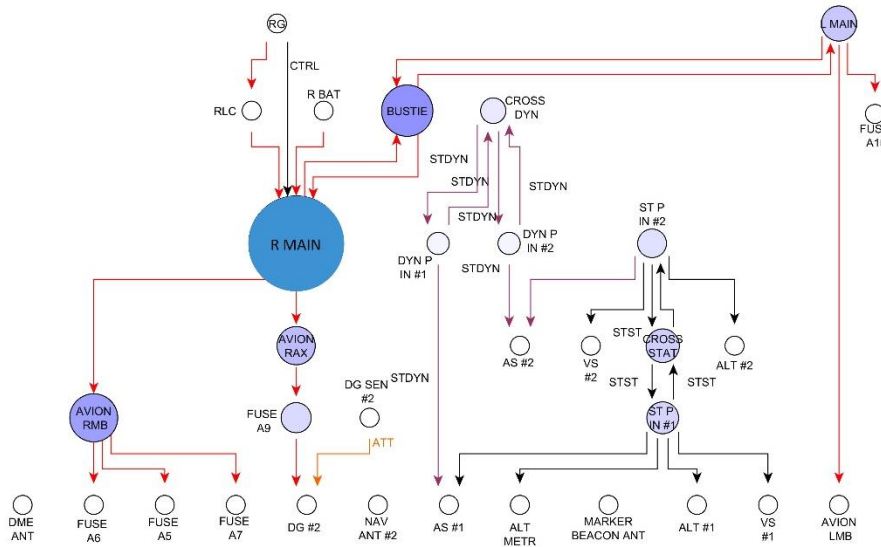 RG
L MAIN
CTRL
R BAT
RLC
BUSTIE
CROSS
DYN
FUSE
STDYN
STDYN
STDYN
STDYN
R MAIN
DYN P
IN #1
DYN P
IN #2
ST P
IN #2
AVION
RAX
AS #2
VS
#2
STST
CROSS
STAT
ALT #2
STST
STST
STDYN
DG SEN
#2
AVION
RMB
FUSE
A9
ST P
IN #1
ATT
DME
ANT
FUSE
A6
FUSE
A5
FUSE
A7
DG #2
NAV
ANT #2
AS #1
ALT
METR
MARKER
BEACON ANT
ALT #1
VS
#1
AVION
LMB